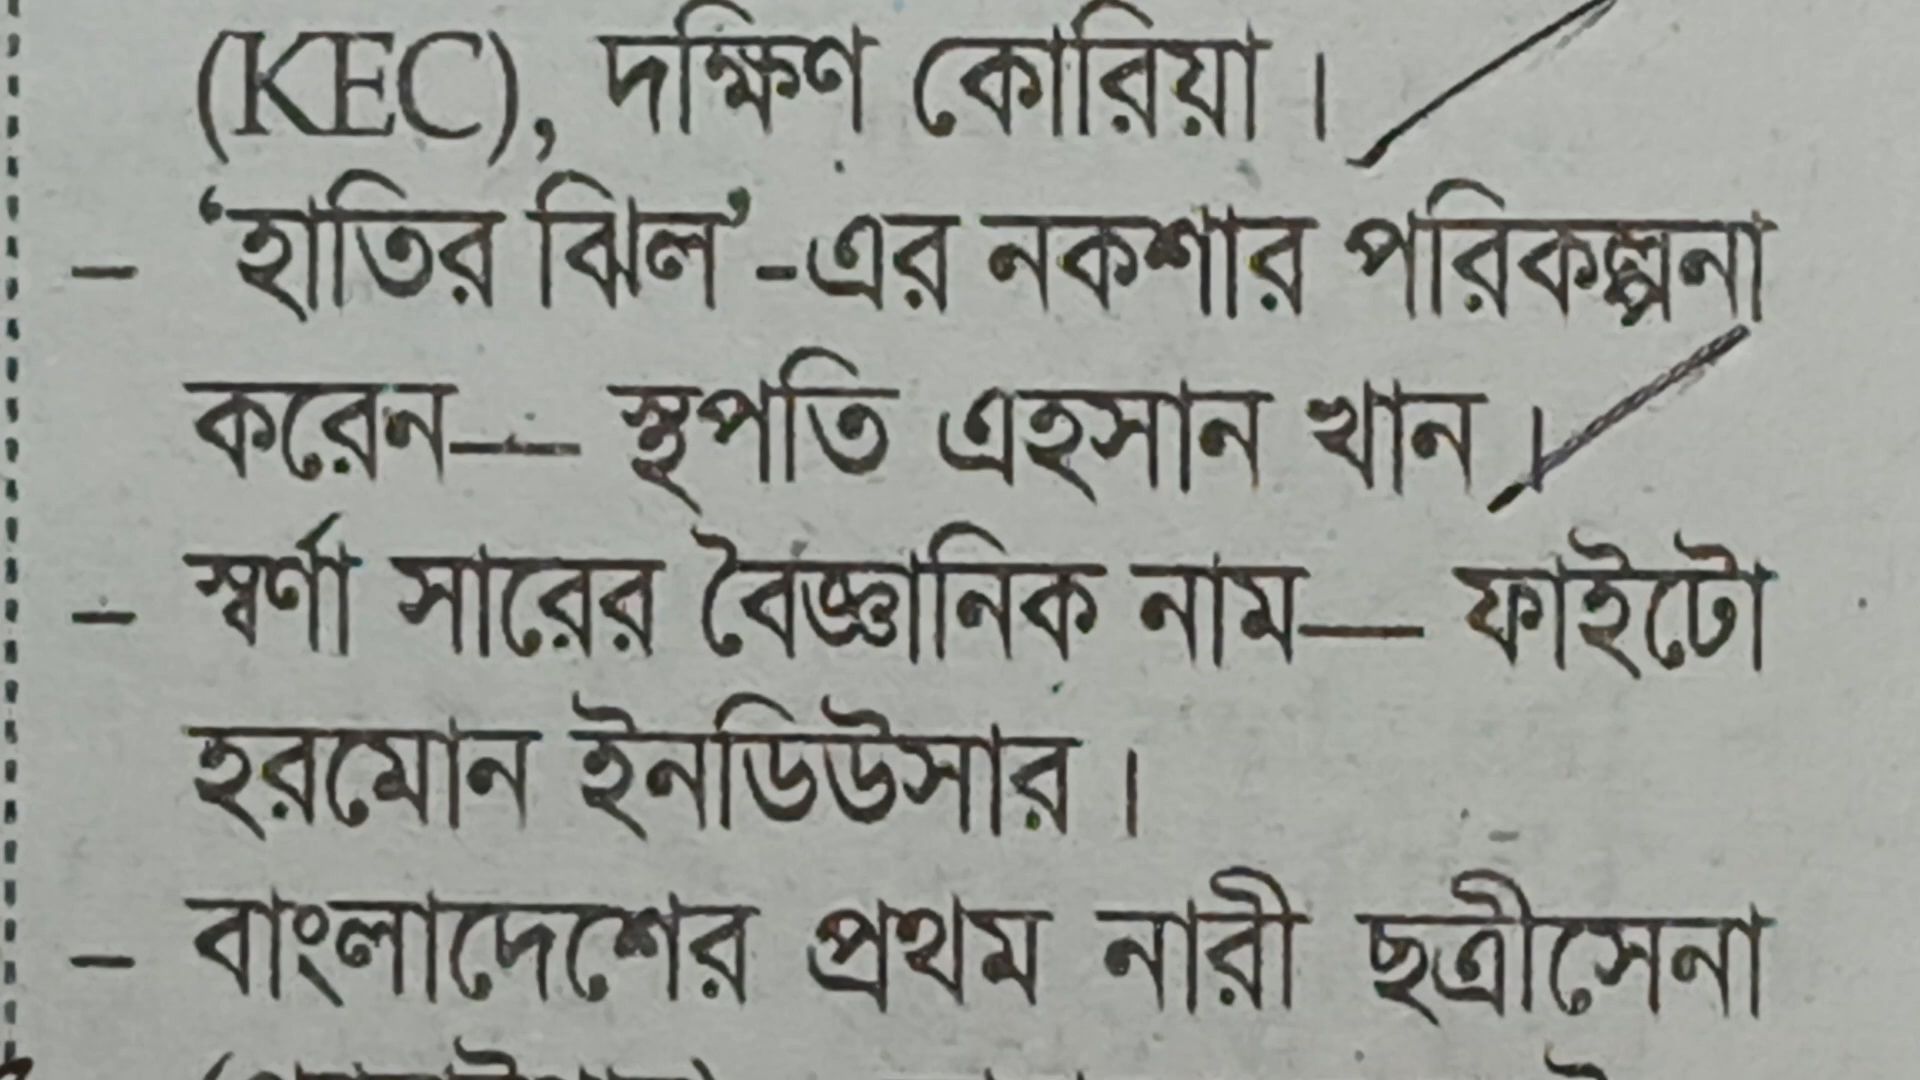 (KEC), দক্ষিণ কোরিয়া।
– ‘হাতির ঝিল’-এর নকশার পরিকল্পনা
করেন— স্থপতি এহসান খান।
– স্বর্ণা সারের বৈজ্ঞানিক নাম— ফাইটো
হরমোন ইনডিউসার।
– বাংলাদেশের প্রথম নারী ছত্রীসেনা